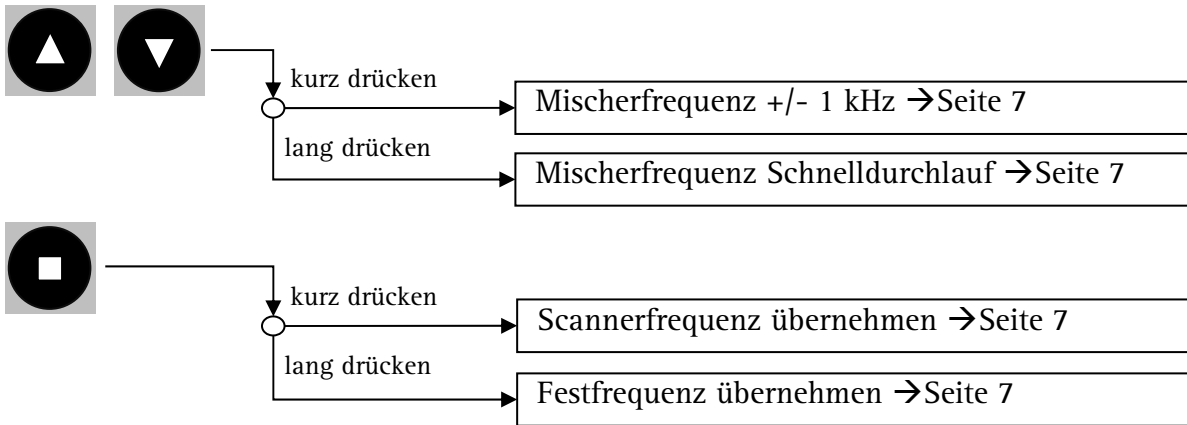 kurz drücken
Mischerfrequenz +/- 1 kHz →Seite 7
lang drücken
Mischerfrequenz Schnelldurchlauf →Seite 7
kurz drücken
Scannerfrequenz übernehmen →Seite 7
lang drücken
Festfrequenz übernehmen →Seite 7